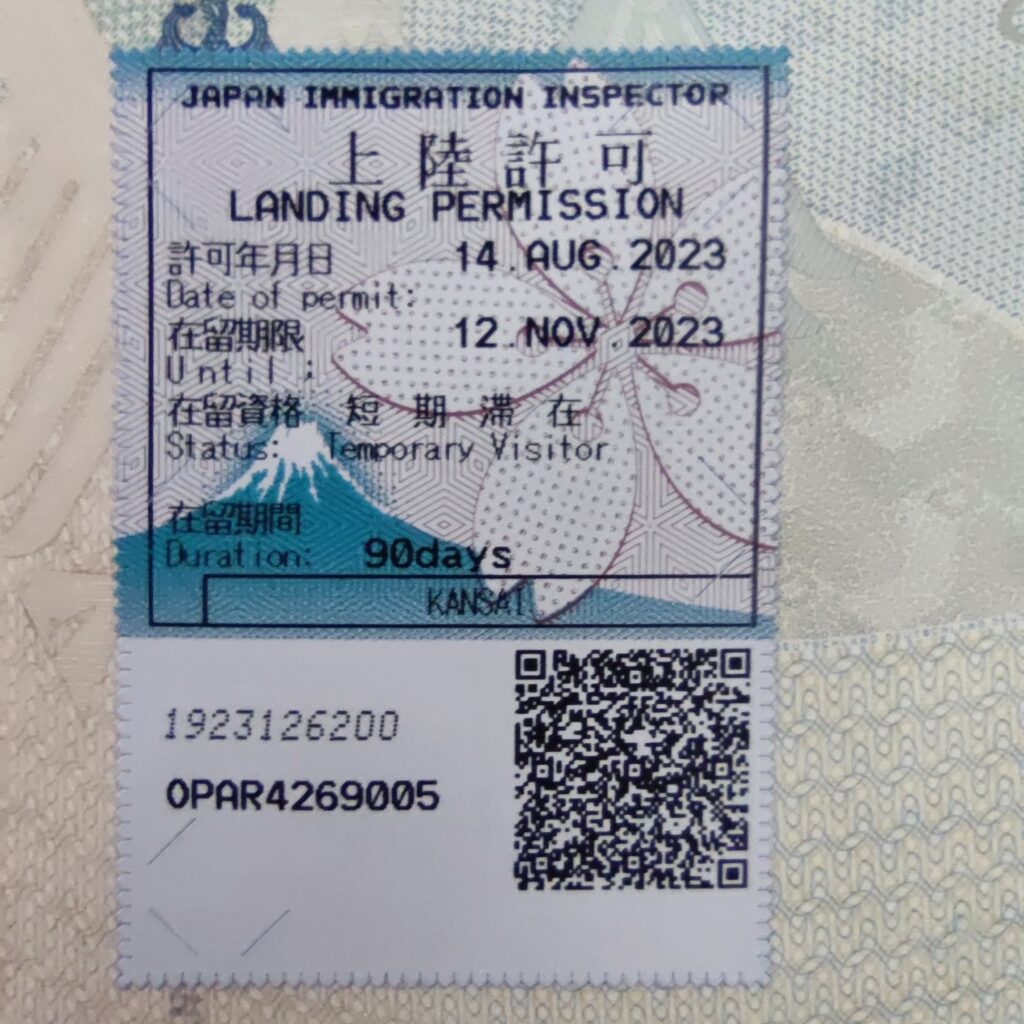 JAPAN IMMIGRATION INSPECTOR
上陸許可
LANDING PERMISSION
許可年月日 14.AUG.2023
Date of permit:
在留期限 12.NOV.2023
Until :
在留資格 短期滞在
Status: Temporary Visitor
在留期間
Duration: 90days
KANSAI
1923126200
OPAR4269005